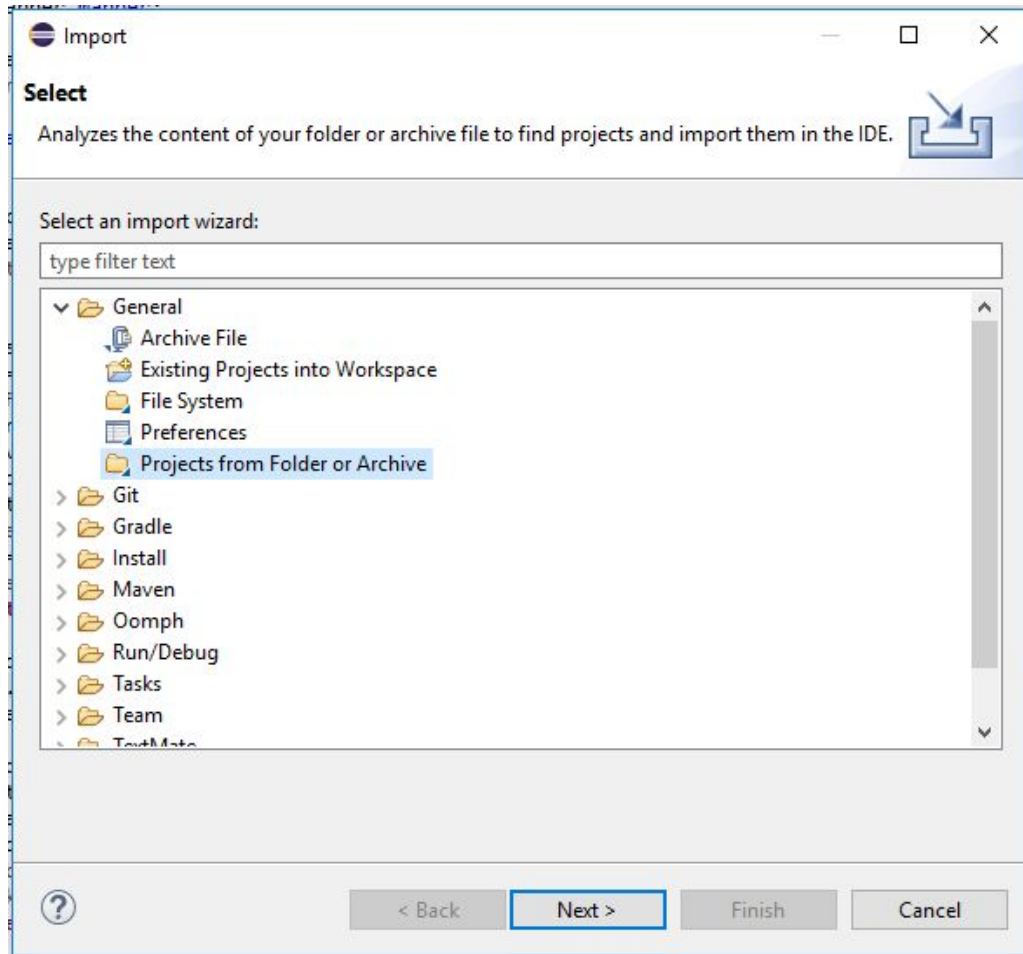 Import
Select
Analyzes the content of your folder or archive file to find projects and import them in the IDE.
Select an import wizard:
type filter text
General
Archive File
Existing Projects into Workspace
File System
Preferences
Projects from Folder or Archive
Git
Gradle
Install
Maven
Oomph
Run/Debug
Tasks
Team
TextMate
?
< Back Next > Finish Cancel